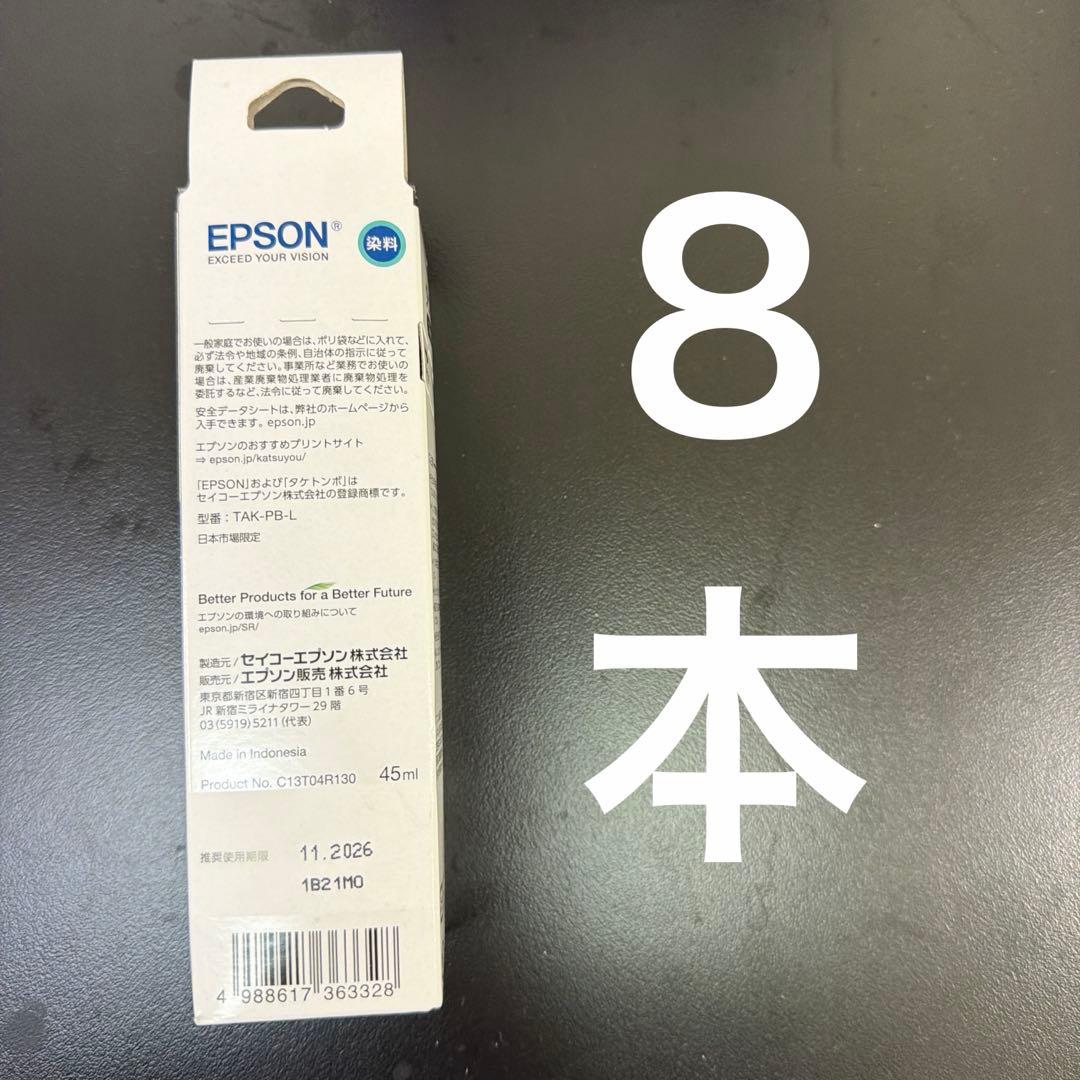 EPSON®
EXCEED YOUR VISION
染料
一般家庭でお使いの場合は、ポリ袋などに入れて、
必ず法令や地域の条例、自治体の指示に従って
廃棄してください。事業所など業務でお使いの
場合は、産業廃棄物処理業者に廃棄物処理を
委託するなど、法令に従って廃棄してください。
安全データシートは、弊社のホームページから
入手できます。epson.jp
エプソンのおすすめプリントサイト
⇒ epson.jp/katsuyou/
「EPSON」および「タケトンボ」は
セイコーエプソン株式会社の登録商標です。
型番：TAK-PB-L
日本市場限定
Better Products for a Better Future
エプソンの環境への取り組みについて
epson.jp/SR/
製造元/セイコーエプソン株式会社
販売元/エプソン販売 株式会社
東京都新宿区新宿四丁目1番6号
JR新宿ミライナタワー29階
03(5919)5211(代表)
Made in Indonesia
Product No. C13T04R130 45ml
推奨使用期限 11.2026
1B21M0
4 988617 363328
8
本